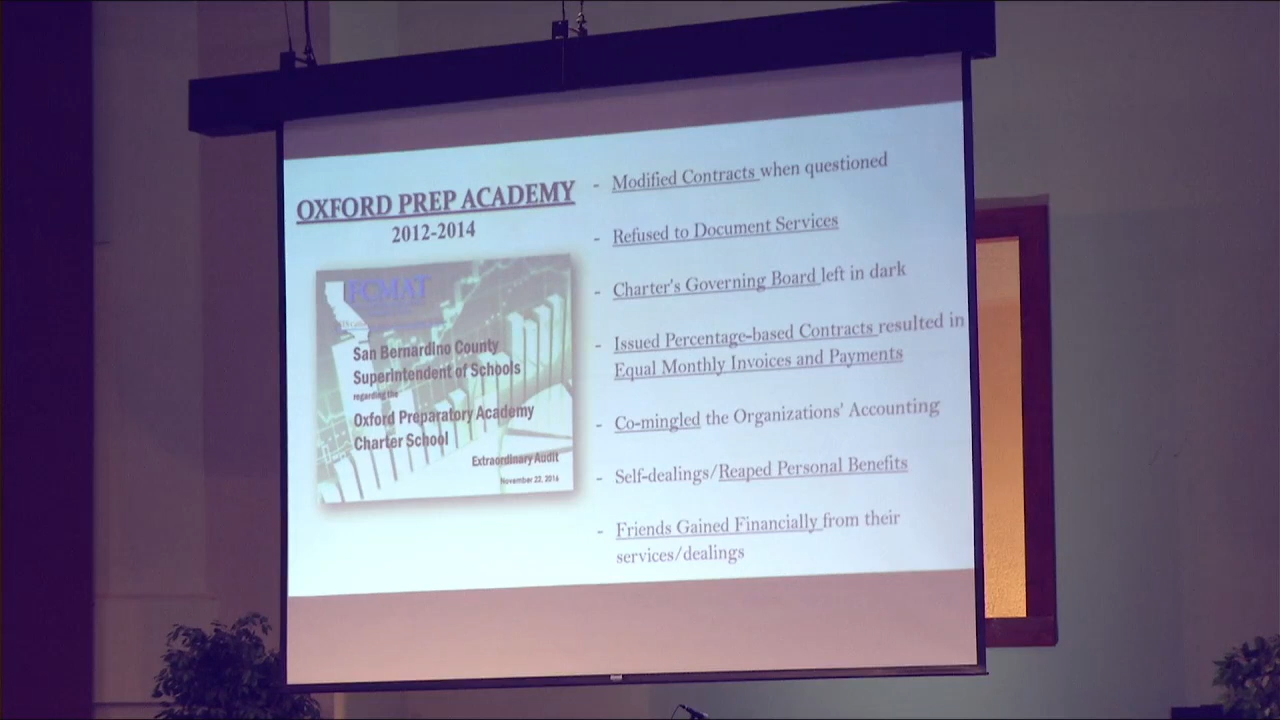 OXFORD PREP ACADEMY
2012-2014
FCMAT
San Bernardino County
Superintendent of Schools
regarding the
Oxford Preparatory Academy
Charter School
Extraordinary Audit
November 22, 2016
- Modified Contracts when questioned
- Refused to Document Services
- Charter's Governing Board left in dark
- Issued Percentage-based Contracts resulted in
Equal Monthly Invoices and Payments
- Co-mingled the Organizations' Accounting
- Self-dealings/Reaped Personal Benefits
- Friends Gained Financially from their
services/dealings